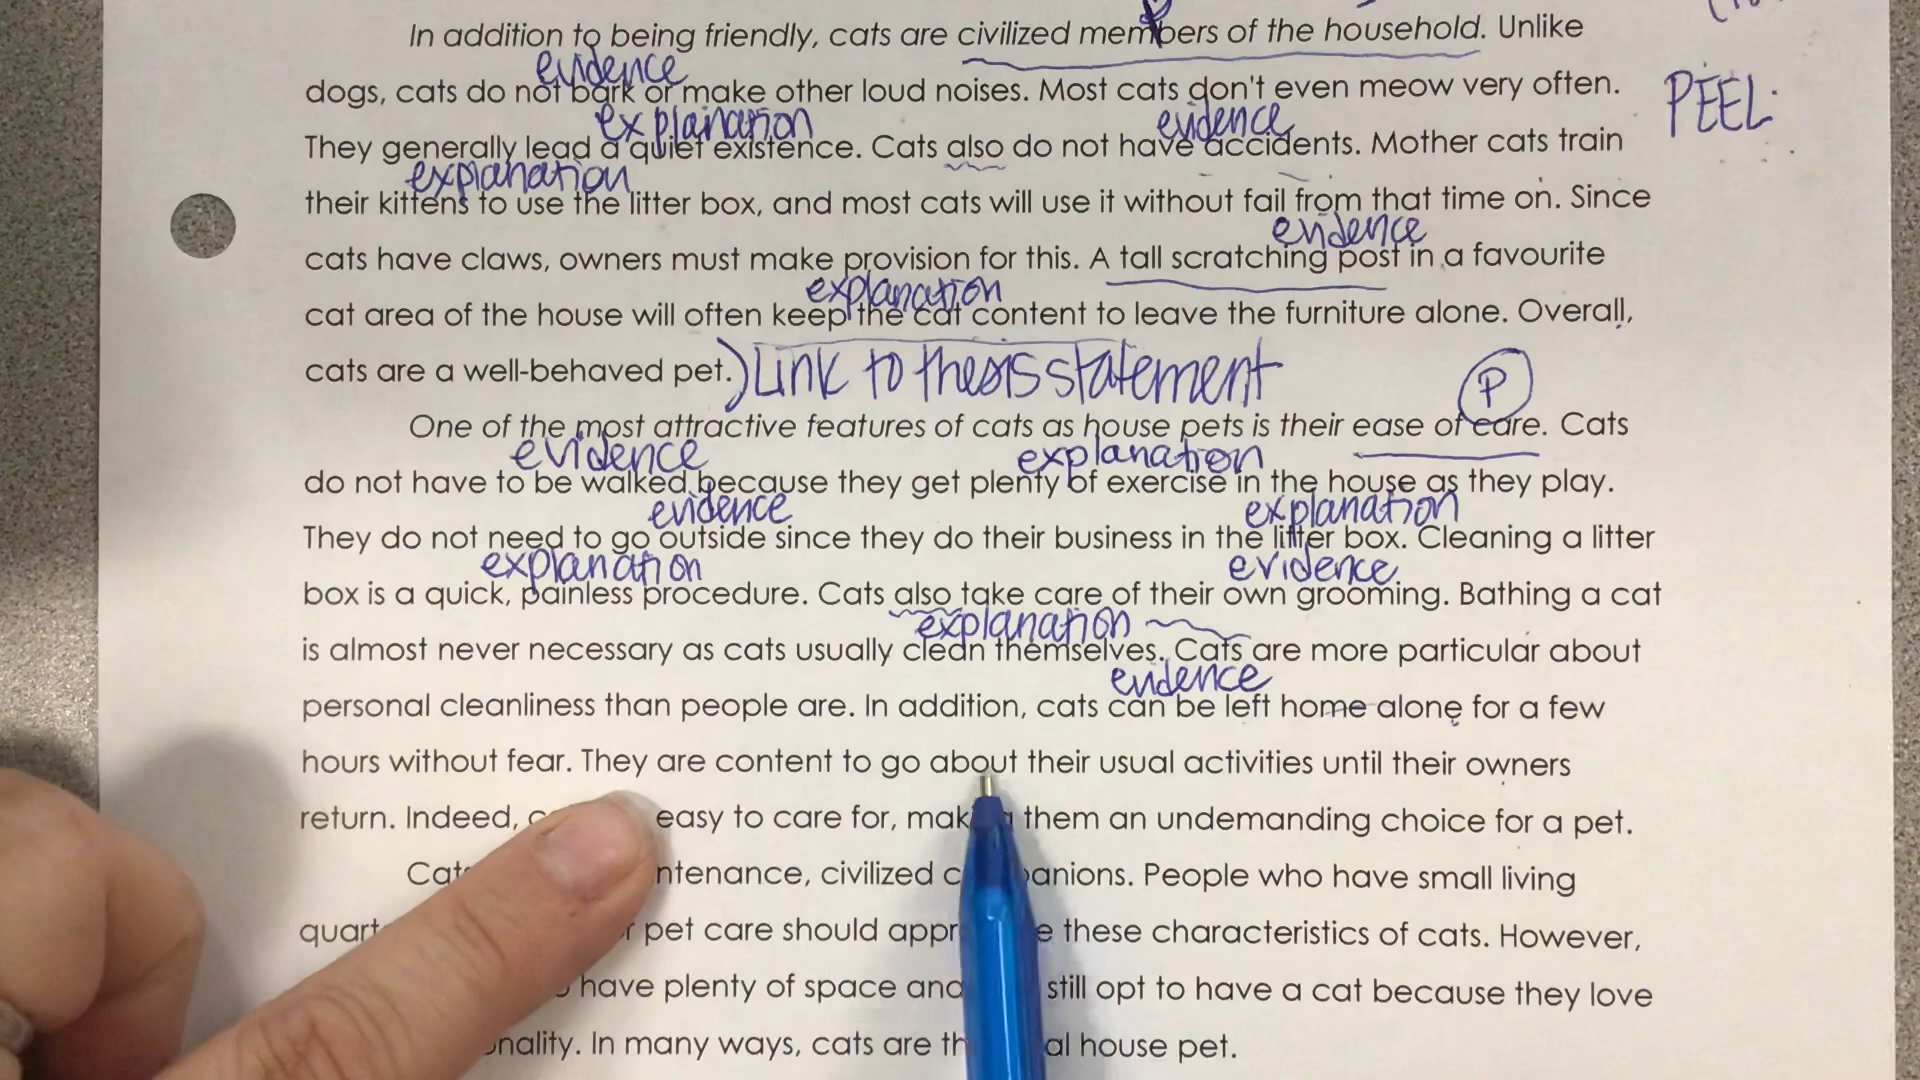 In addition to being friendly, cats are civilized members of the household. Unlike
evidence
dogs, cats do not bark or make other loud noises. Most cats don't even meow very often.
PEEL
explanation evidence
They generally lead a quiet existence. Cats also do not have accidents. Mother cats train
explanation
their kittens to use the litter box, and most cats will use it without fail from that time on. Since
evidence
cats have claws, owners must make provision for this. A tall scratching post in a favourite
explanation
cat area of the house will often keep the cat content to leave the furniture alone. Overall,
cats are a well-behaved pet.) Link to thesis statement
P
One of the most attractive features of cats as house pets is their ease of care. Cats
evidence explanation
do not have to be walked because they get plenty of exercise in the house as they play.
evidence explanation
They do not need to go outside since they do their business in the litter box. Cleaning a litter
explanation evidence
box is a quick, painless procedure. Cats also take care of their own grooming. Bathing a cat
explanation
is almost never necessary as cats usually clean themselves. Cats are more particular about
evidence
personal cleanliness than people are. In addition, cats can be left home alone for a few
hours without fear. They are content to go about their usual activities until their owners
return. Indeed, easy to care for, them an undemanding choice for a pet.
civilized People who have small living
pet care should these characteristics of cats. However,
have plenty of space and still opt to have a cat because they love
In many ways, cats are house pet.